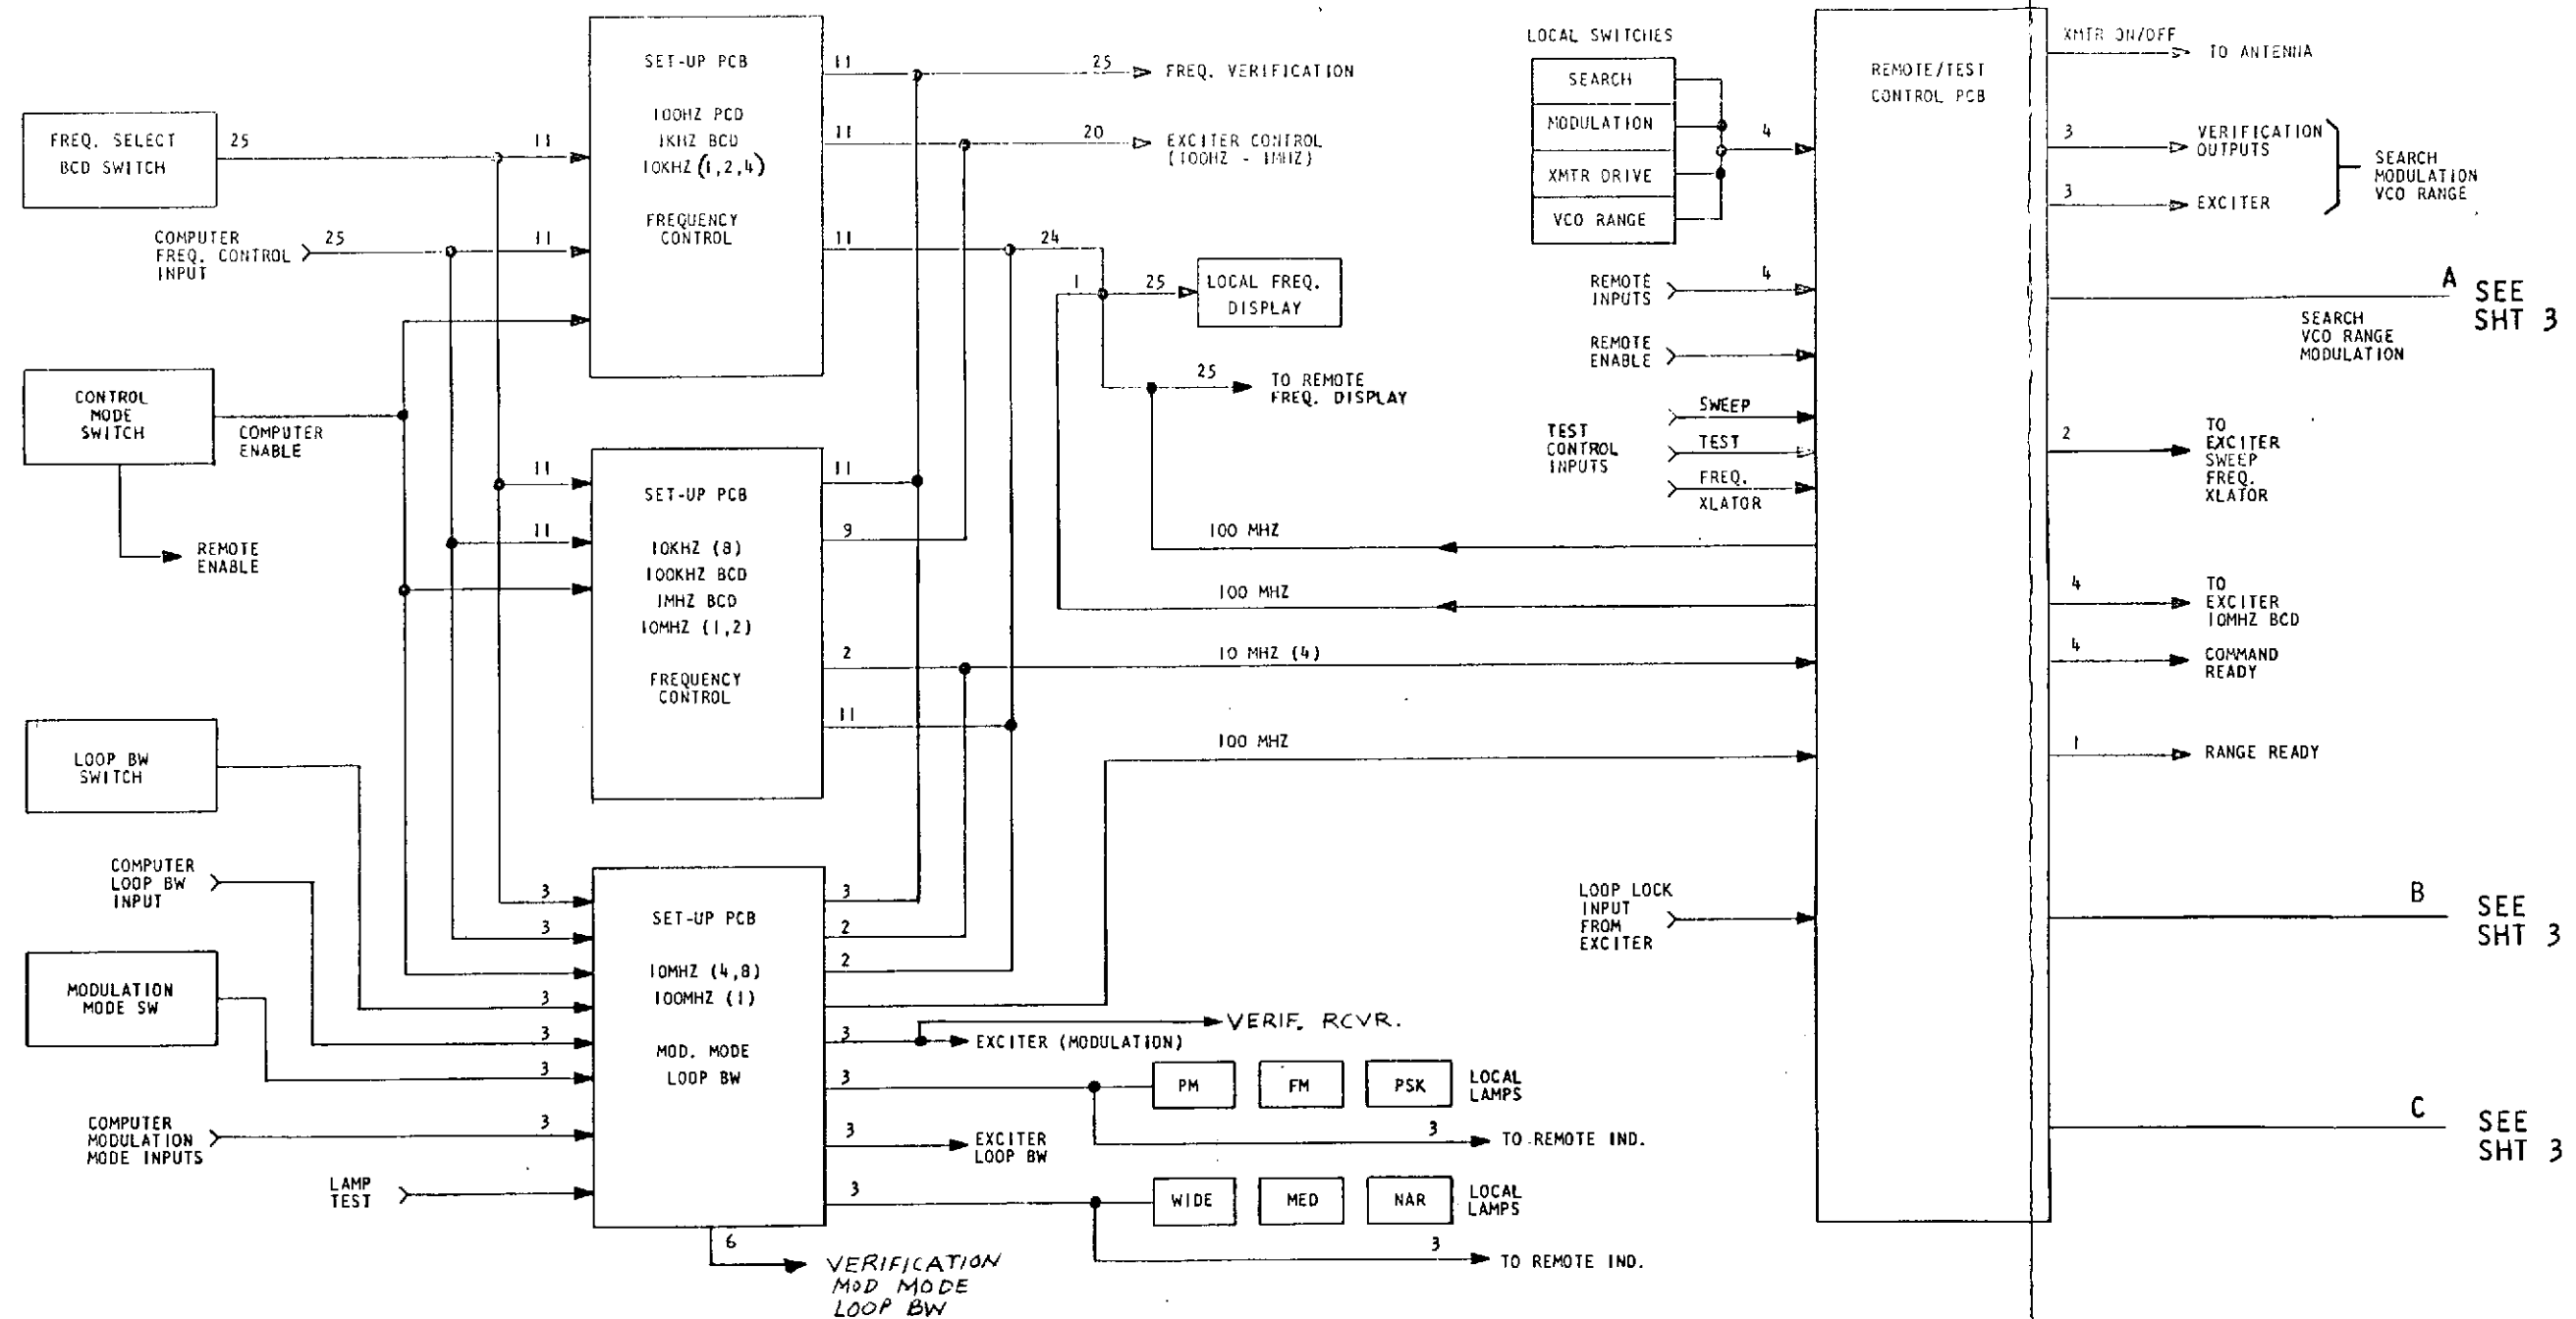 FREQ. SELECT
BCD SWITCH
25
11
COMPUTER
FREQ. CONTROL
INPUT
25
11
CONTROL
MODE
SWITCH
COMPUTER
ENABLE
REMOTE
ENABLE
LOOP BW
SWITCH
COMPUTER
LOOP BW
INPUT
MODULATION
MODE SW
COMPUTER
MODULATION
MODE INPUTS
LAMP
TEST
SET-UP PCB
100HZ PCD
1KHZ BCD
10KHZ (1,2,4)
FREQUENCY
CONTROL
11
25
FREQ. VERIFICATION
11
20
EXCITER CONTROL
(100HZ - 1MHZ)
11
24
1
25
LOCAL FREQ.
DISPLAY
25
TO REMOTE
FREQ. DISPLAY
11
11
SET-UP PCB
10KHZ (8)
100KHZ BCD
1MHZ BCD
10MHZ (1,2)
FREQUENCY
CONTROL
11
9
2
11
100 MHZ
100 MHZ
10 MHZ (4)
100 MHZ
3
3
3
3
3
3
SET-UP PCB
10MHZ (4,8)
100MHZ (1)
MOD. MODE
LOOP BW
3
2
2
3
VERIF. RCVR.
EXCITER (MODULATION)
3
PM
FM
PSK
LOCAL
LAMPS
3
TO REMOTE IND.
3
EXCITER
LOOP BW
3
WIDE
MED
NAR
LOCAL
LAMPS
3
TO REMOTE IND.
6
VERIFICATION
MOD MODE
LOOP BW
LOCAL SWITCHES
SEARCH
MODULATION
XMTR DRIVE
VCO RANGE
4
REMOTE
INPUTS
4
REMOTE
ENABLE
TEST
CONTROL
INPUTS
SWEEP
TEST
FREQ.
XLATOR
LOOP LOCK
INPUT
FROM
EXCITER
REMOTE/TEST
CONTROL PCB
XMTR ON/OFF
TO ANTENNA
3
VERIFICATION
OUTPUTS
3
EXCITER
SEARCH
MODULATION
VCO RANGE
A
SEE
SHT 3
SEARCH
VCO RANGE
MODULATION
2
TO
EXCITER
SWEEP
FREQ.
XLATOR
4
TO
EXCITER
10MHZ BCD
4
COMMAND
READY
1
RANGE READY
B
SEE
SHT 3
C
SEE
SHT 3